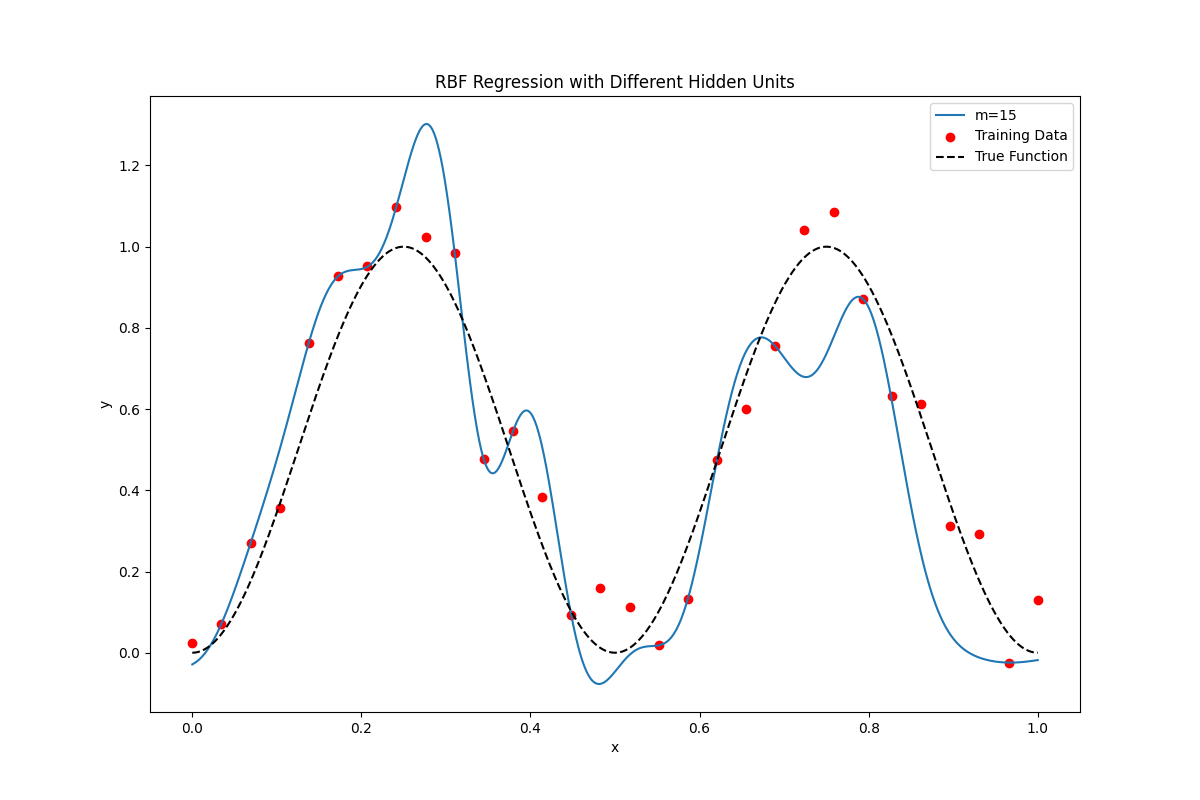 RBF Regression with Different Hidden Units
m=15
Training Data
True Function
y
1.2
1.0
0.8
0.6
0.4
0.2
0.0
0.0 0.2 0.4 0.6 0.8 1.0
x